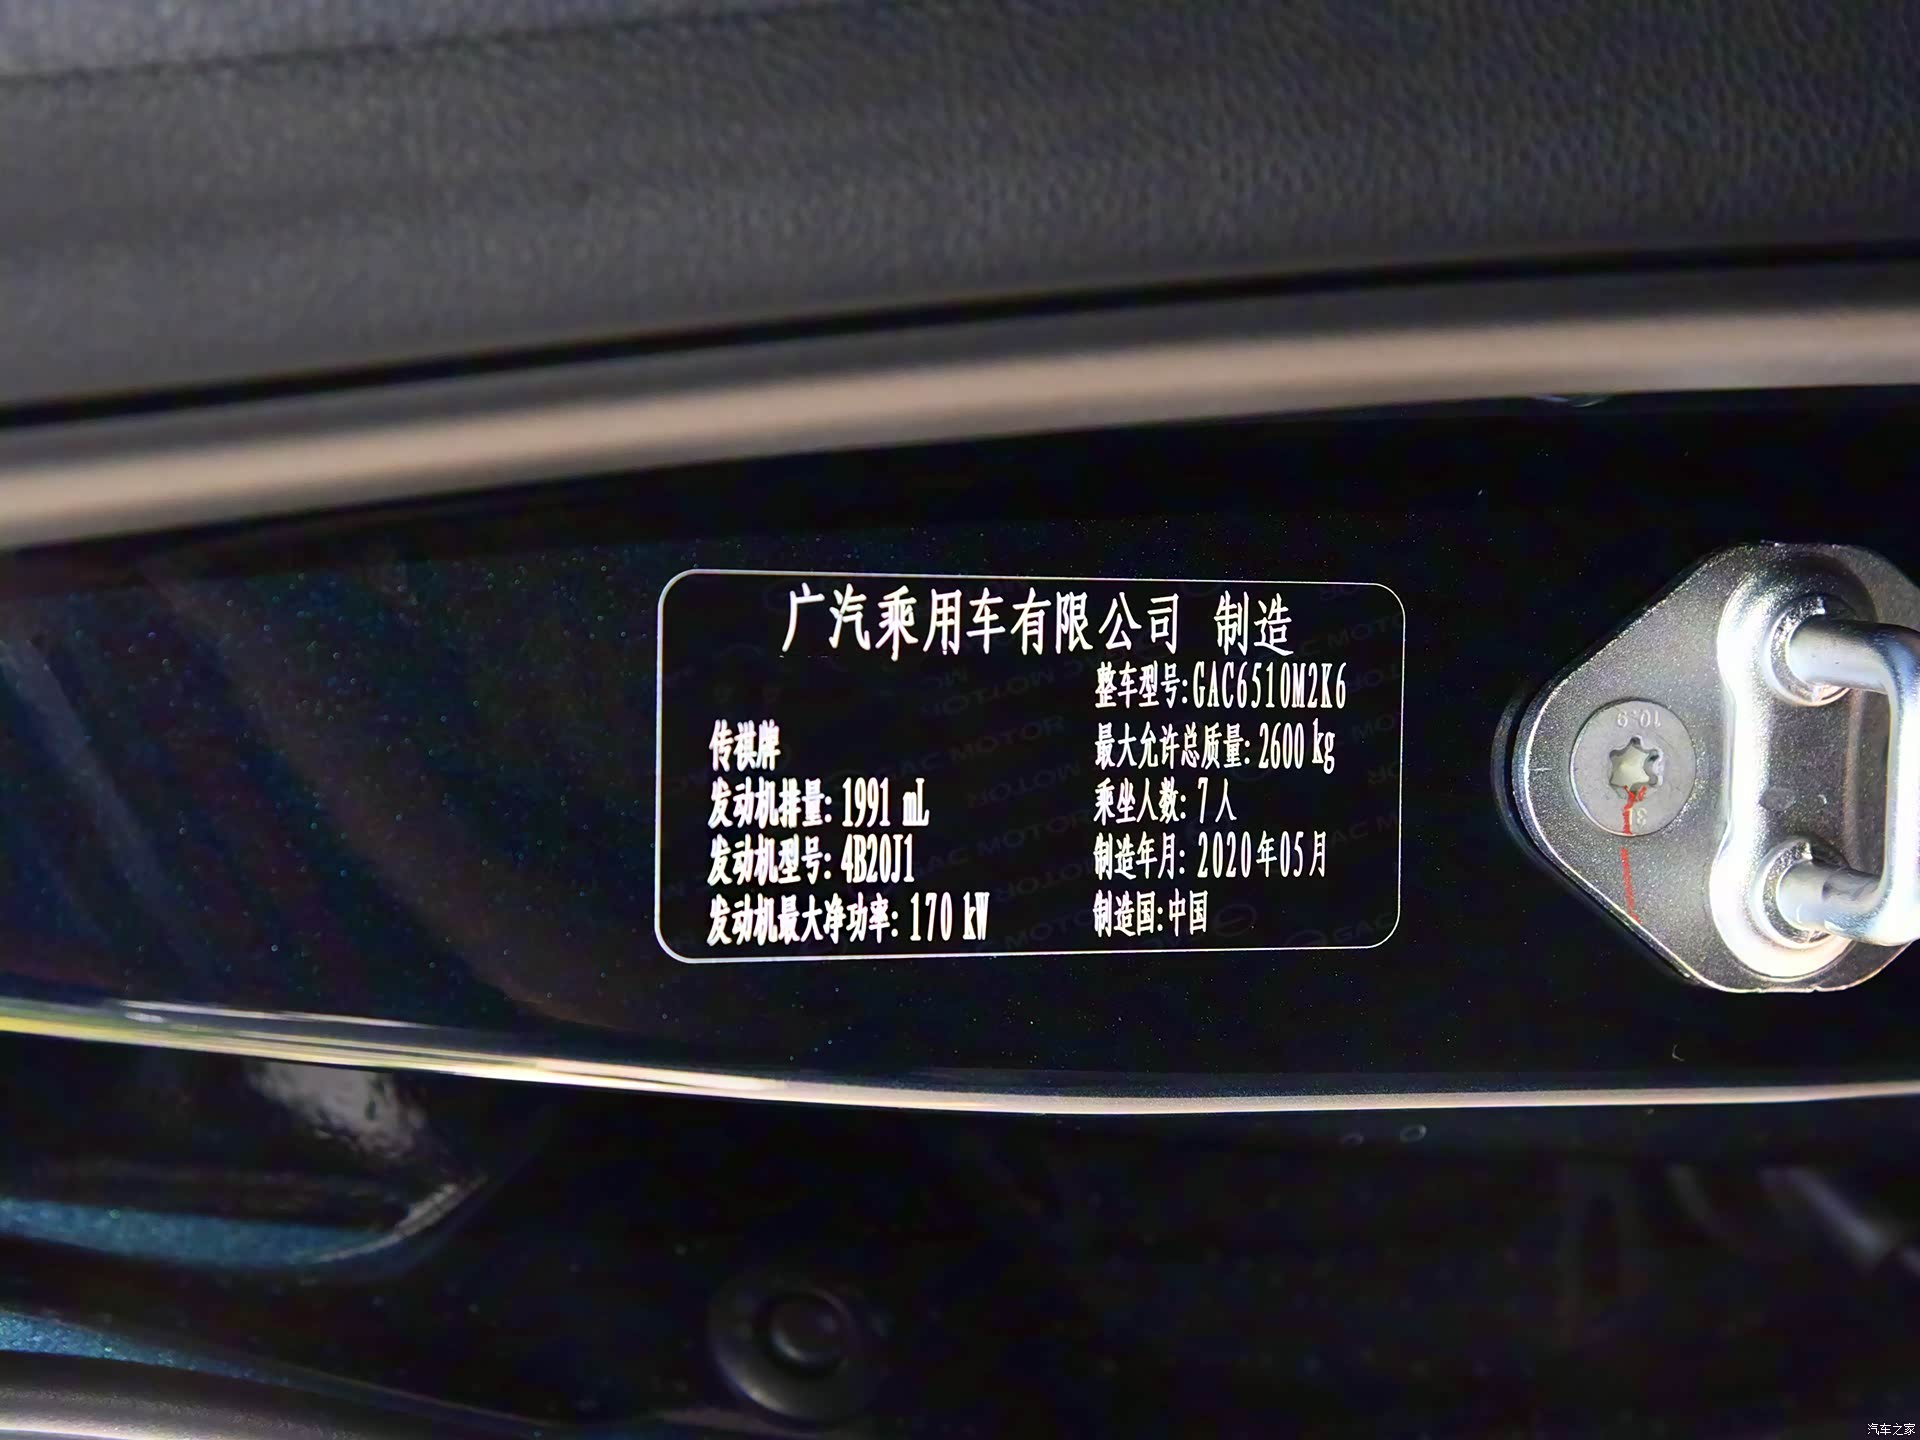 广汽乘用车有限公司 制造
整车型号:GAC6510M2K6
传祺牌
最大允许总质量: 2600 kg
发动机排量: 1991 mL
乘坐人数: 7人
发动机型号: 4B20J1
制造年月: 2020年05月
发动机最大净功率: 170 kW
制造国:中国
GAC MOTOR
10.9
汽车之家